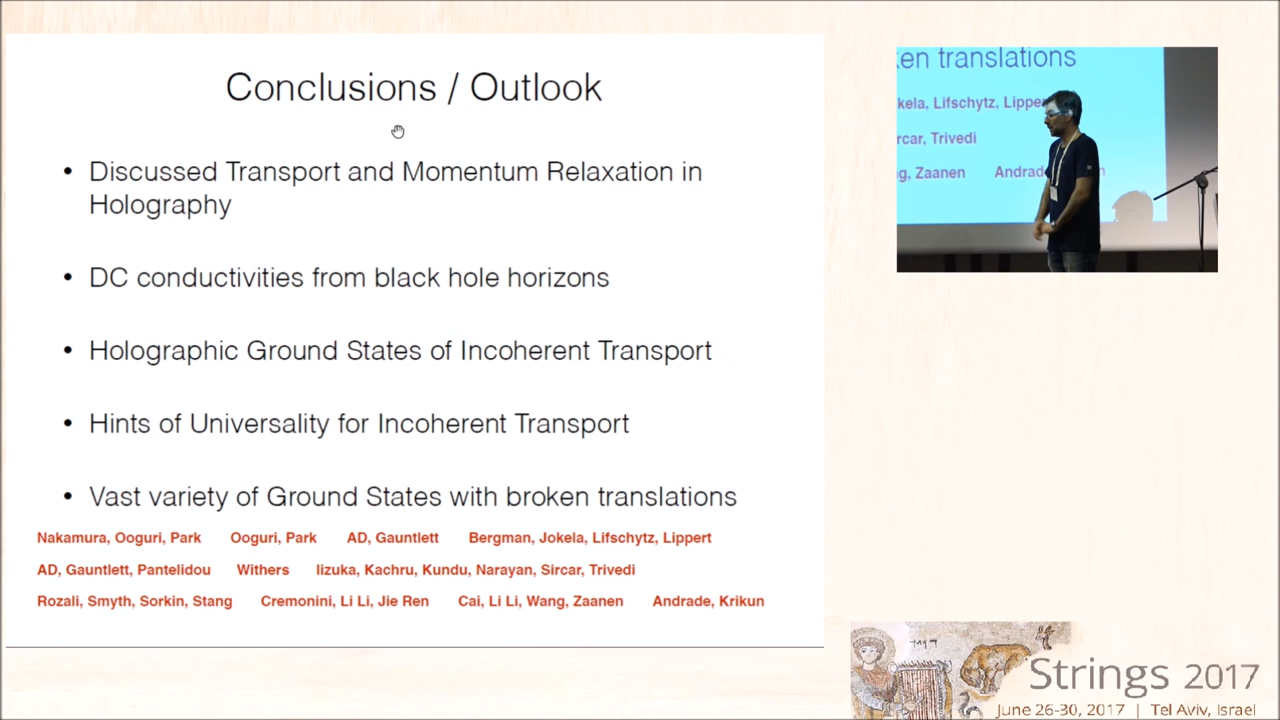 Conclusions / Outlook
• Discussed Transport and Momentum Relaxation in
Holography
• DC conductivities from black hole horizons
• Holographic Ground States of Incoherent Transport
• Hints of Universality for Incoherent Transport
• Vast variety of Ground States with broken translations
Nakamura, Ooguri, Park Ooguri, Park AD, Gauntlett Bergman, Jokela, Lifschytz, Lippert
AD, Gauntlett, Pantelidou Withers Iizuka, Kachru, Kundu, Narayan, Sircar, Trivedi
Rozali, Smyth, Sorkin, Stang Cremonini, Li Li, Jie Ren Cai, Li Li, Wang, Zaanen Andrade, Krikun
ken translations
kela, Lifschytz, Lippe
rcar, Trivedi
g, Zaanen Andrad
Strings 2017
June 26-30, 2017 | Tel Aviv, Israel